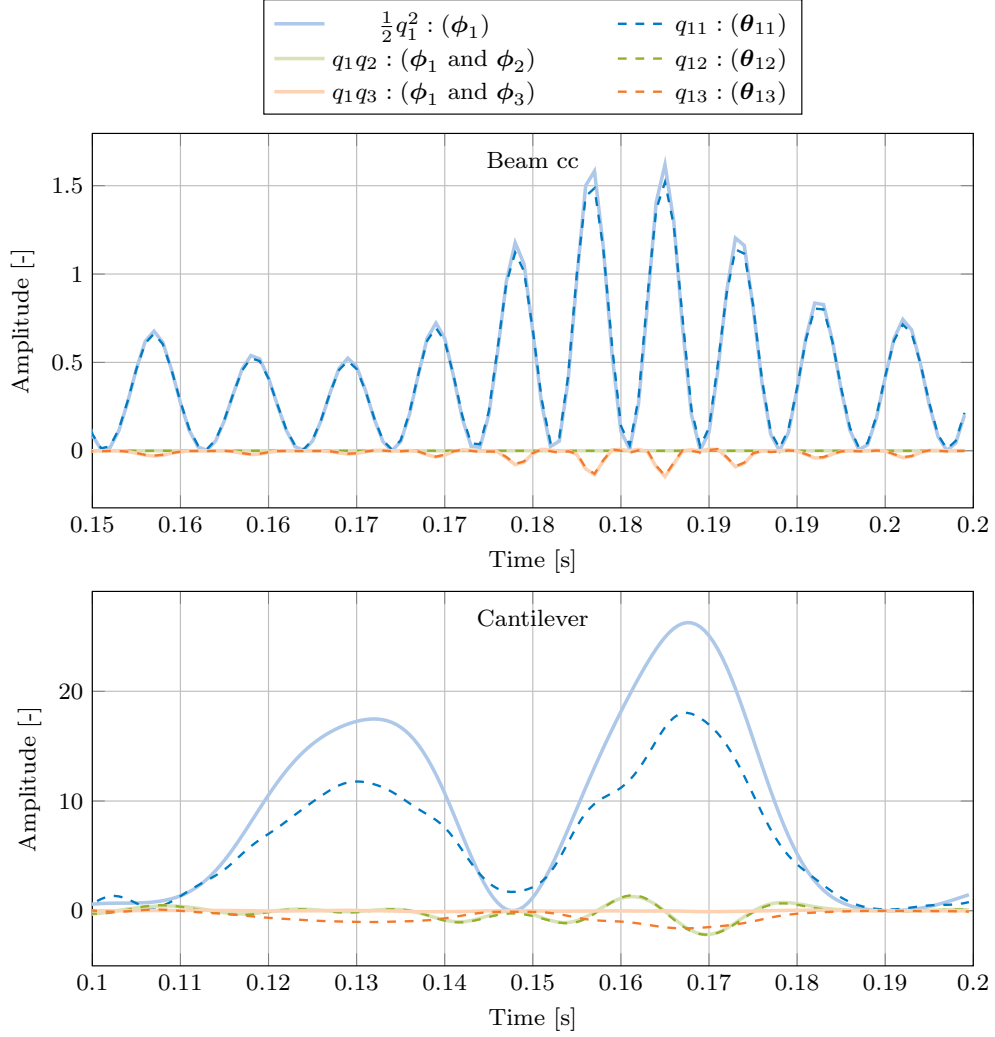 ½q₁² : (ϕ₁) q₁₁ : (θ₁₁)
q₁q₂ : (ϕ₁ and ϕ₂) q₁₂ : (θ₁₂)
q₁q₃ : (ϕ₁ and ϕ₃) q₁₃ : (θ₁₃)
Beam cc
1.5
1
0.5
0
Amplitude [-]
0.15 0.16 0.16 0.17 0.17 0.18 0.18 0.19 0.19 0.2 0.2
Time [s]
Cantilever
20
10
0
Amplitude [-]
0.1 0.11 0.12 0.13 0.14 0.15 0.16 0.17 0.18 0.19 0.2
Time [s]